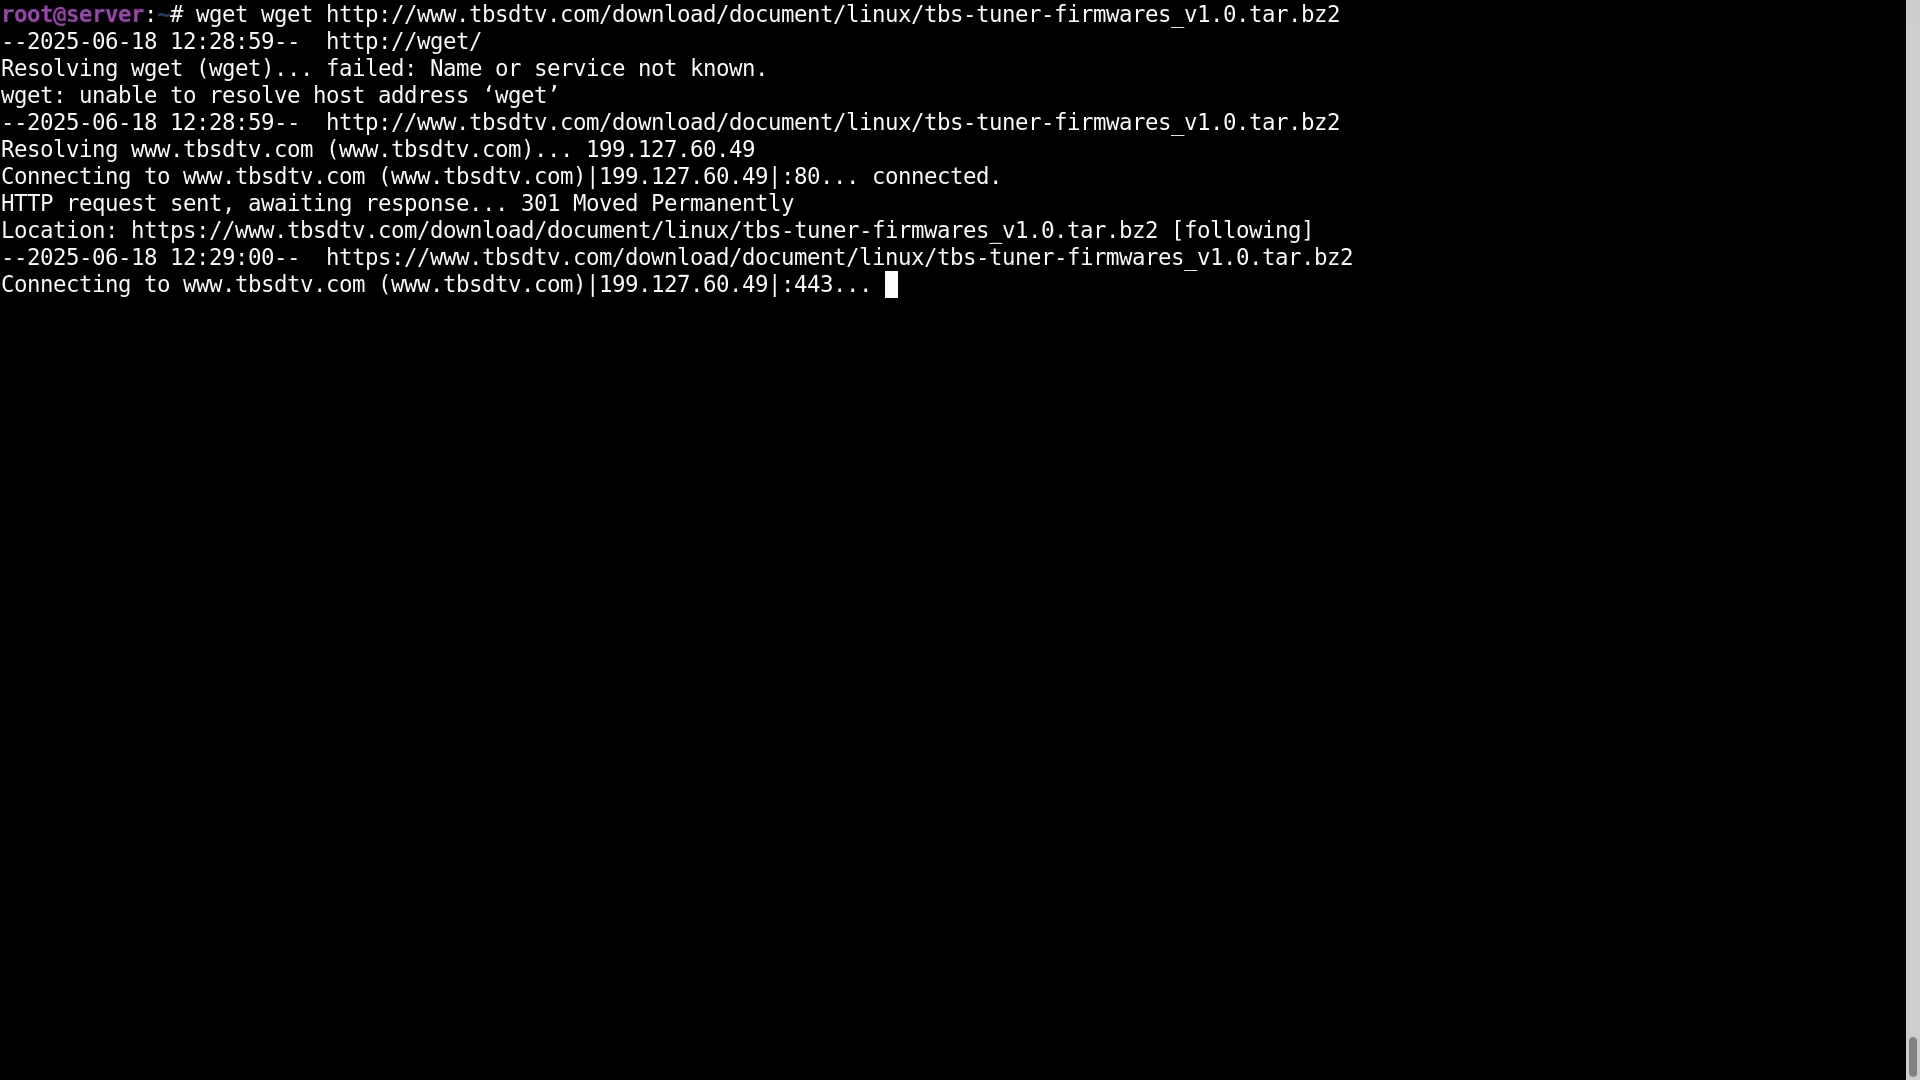 root@server:~# wget wget http://www.tbsdtv.com/download/document/linux/tbs-tuner-firmwares_v1.0.tar.bz2
--2025-06-18 12:28:59--  http://wget/
Resolving wget (wget)... failed: Name or service not known.
wget: unable to resolve host address ‘wget’
--2025-06-18 12:28:59--  http://www.tbsdtv.com/download/document/linux/tbs-tuner-firmwares_v1.0.tar.bz2
Resolving www.tbsdtv.com (www.tbsdtv.com)... 199.127.60.49
Connecting to www.tbsdtv.com (www.tbsdtv.com)|199.127.60.49|:80... connected.
HTTP request sent, awaiting response... 301 Moved Permanently
Location: https://www.tbsdtv.com/download/document/linux/tbs-tuner-firmwares_v1.0.tar.bz2 [following]
--2025-06-18 12:29:00--  https://www.tbsdtv.com/download/document/linux/tbs-tuner-firmwares_v1.0.tar.bz2
Connecting to www.tbsdtv.com (www.tbsdtv.com)|199.127.60.49|:443...